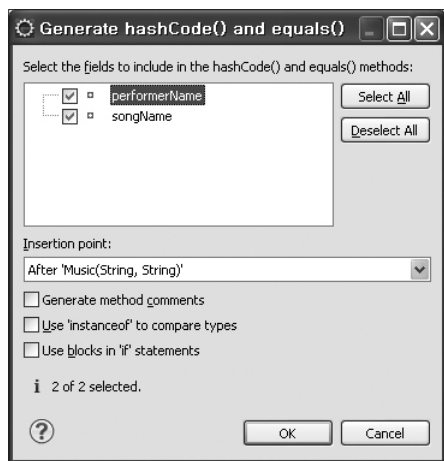 Generate hashCode() and equals()
Select the fields to include in the hashCode() and equals() methods:
performerName
songName
Select All
Deselect All
Insertion point:
After 'Music(String, String)'
Generate method comments
Use 'instanceof' to compare types
Use blocks in 'if' statements
i 2 of 2 selected.
?
OK
Cancel